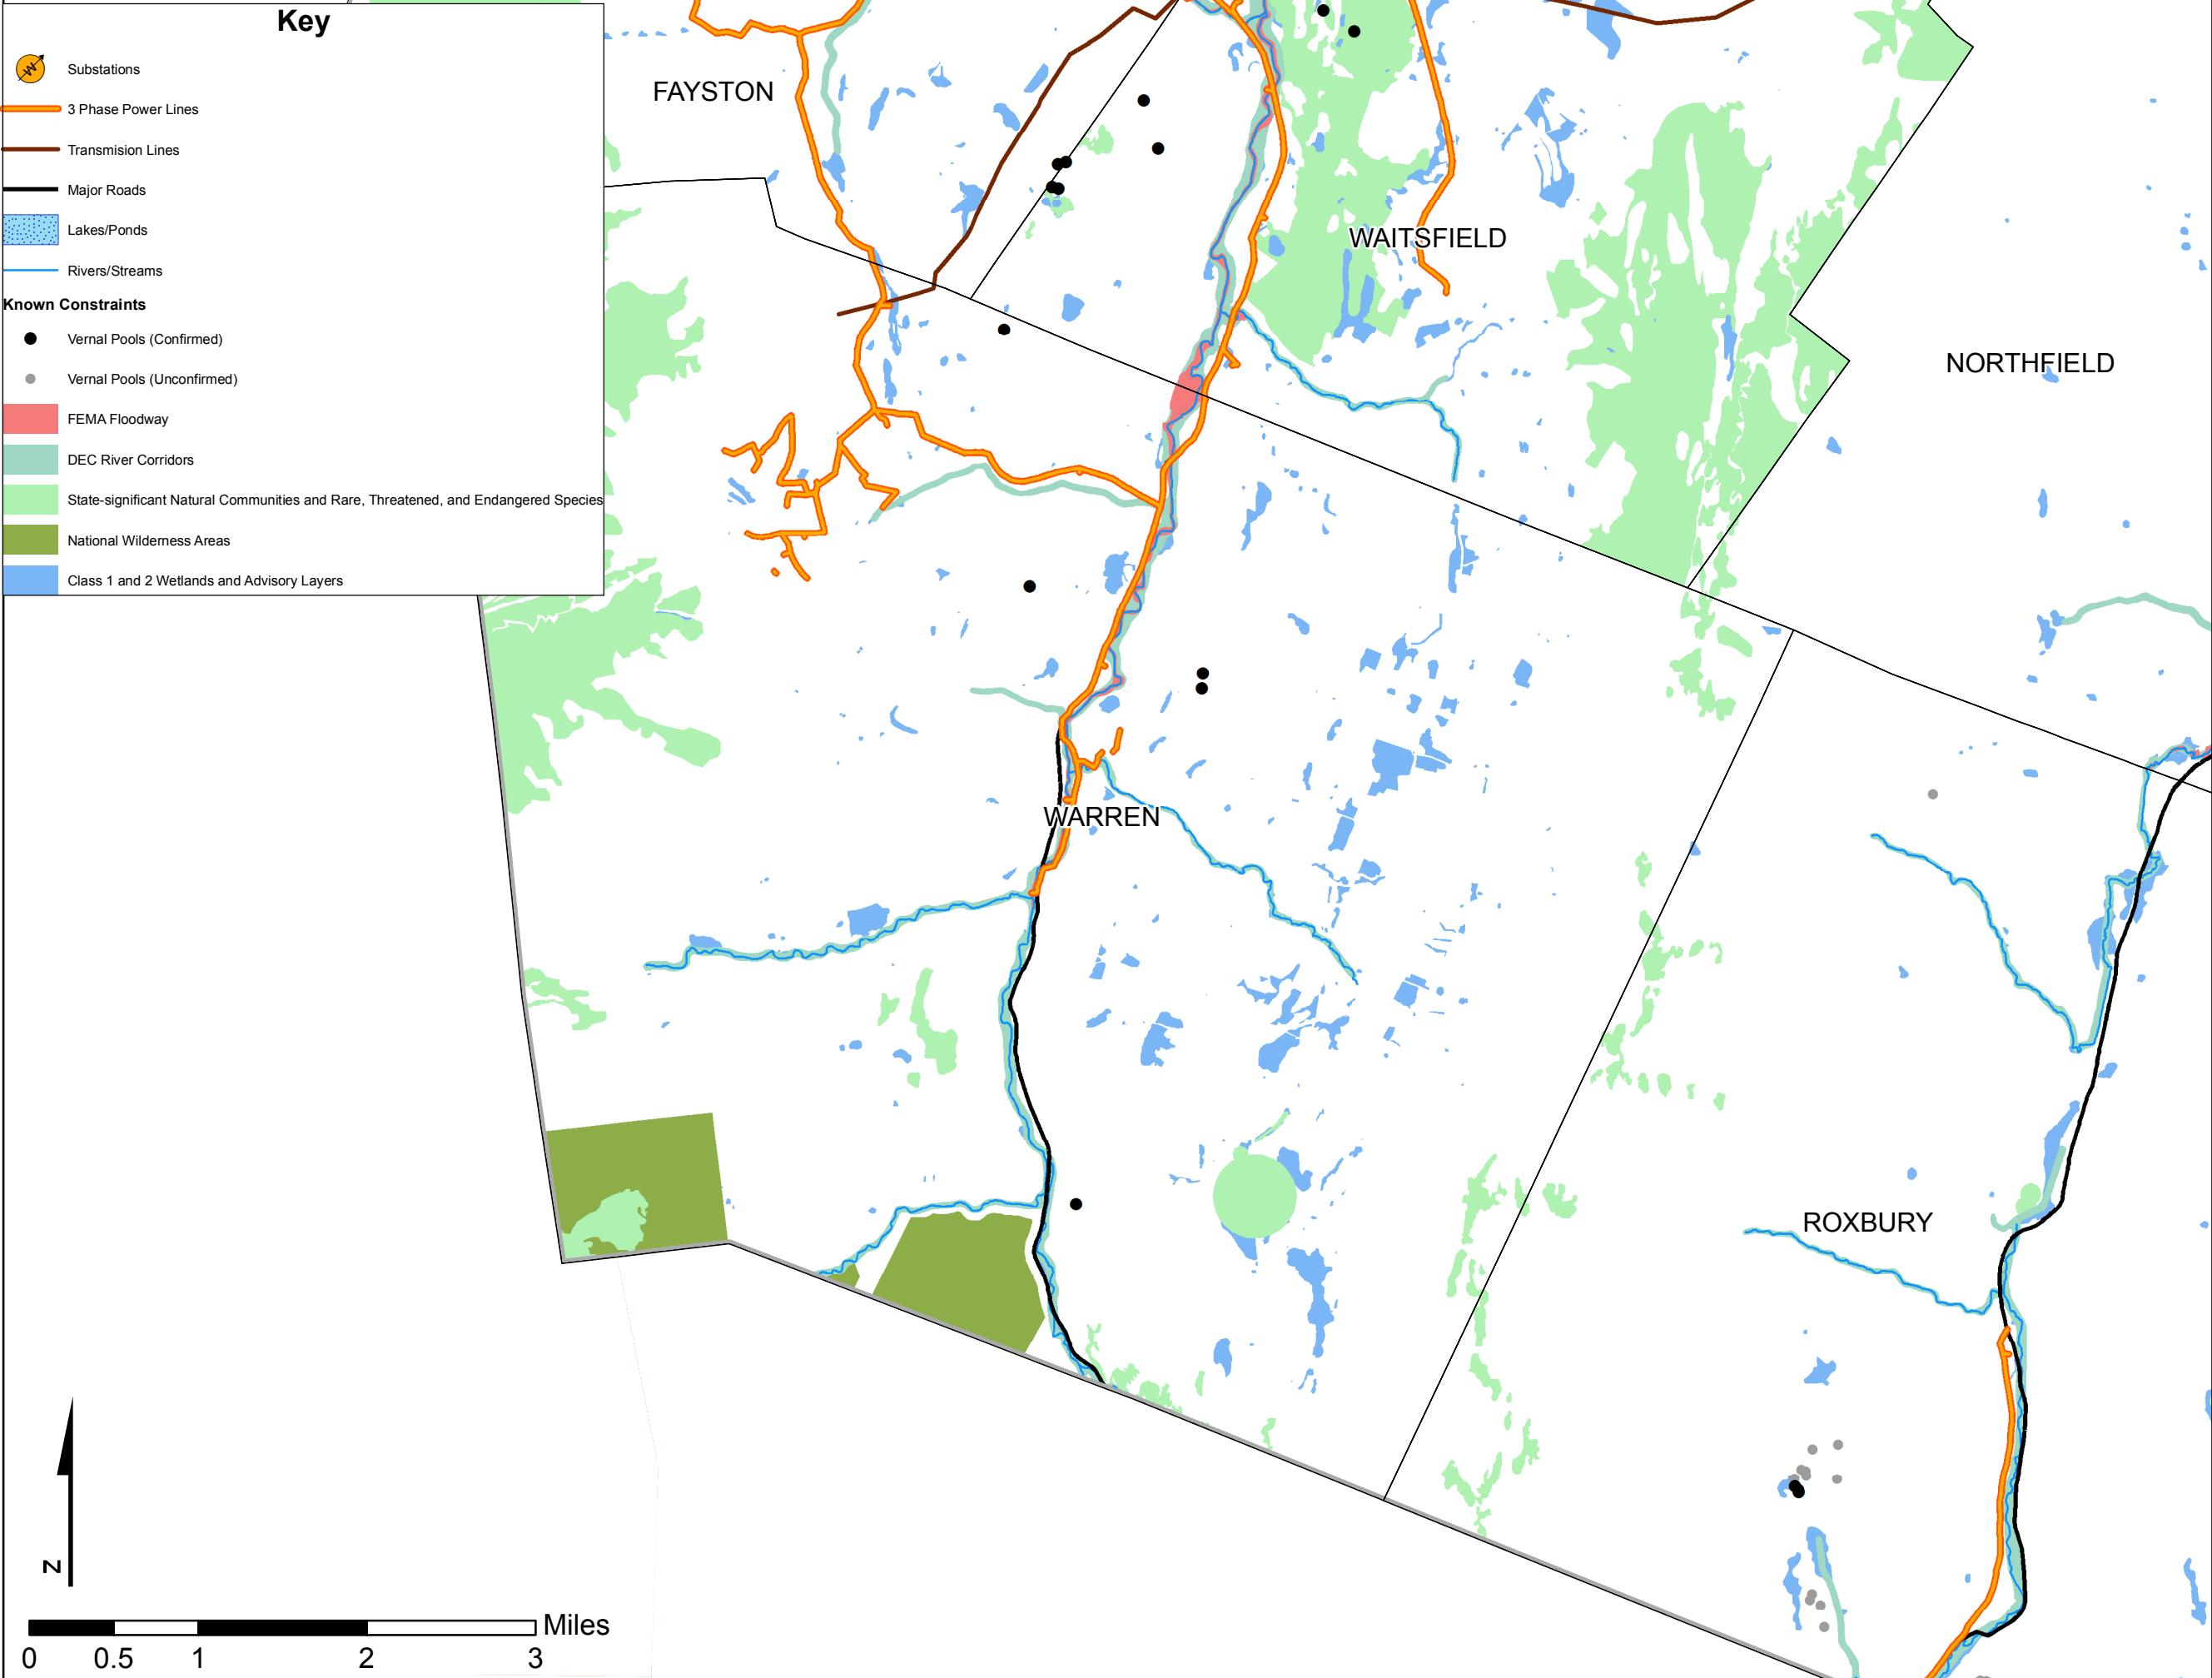 Key
Substations
3 Phase Power Lines
Transmision Lines
Major Roads
Lakes/Ponds
Rivers/Streams
Known Constraints
Vernal Pools (Confirmed)
Vernal Pools (Unconfirmed)
FEMA Floodway
DEC River Corridors
State-significant Natural Communities and Rare, Threatened, and Endangered Species
National Wilderness Areas
Class 1 and 2 Wetlands and Advisory Layers
FAYSTON
WAITSFIELD
NORTHFIELD
WARREN
ROXBURY
N
Miles
0 0.5 1 2 3